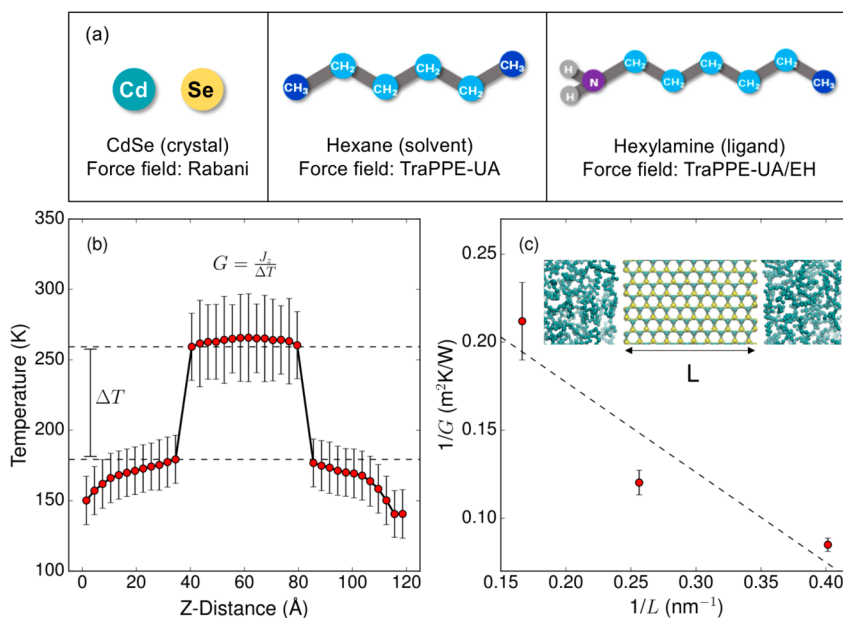 (a)
Cd
Se
CdSe (crystal)
Force field: Rabani
CH₃
CH₂
CH₂
CH₂
CH₂
CH₃
Hexane (solvent)
Force field: TraPPE-UA
H
H
N
CH₂
CH₂
CH₂
CH₂
CH₂
CH₃
Hexylamine (ligand)
Force field: TraPPE-UA/EH
(b)
G = J_z/ΔT
ΔT
350
300
250
200
150
100
Temperature (K)
0
20
40
60
80
100
120
Z-Distance (Å)
(c)
L
0.25
0.20
0.15
0.10
1/G (m²K/W)
0.15
0.20
0.25
0.30
0.35
0.40
1/L (nm⁻¹)